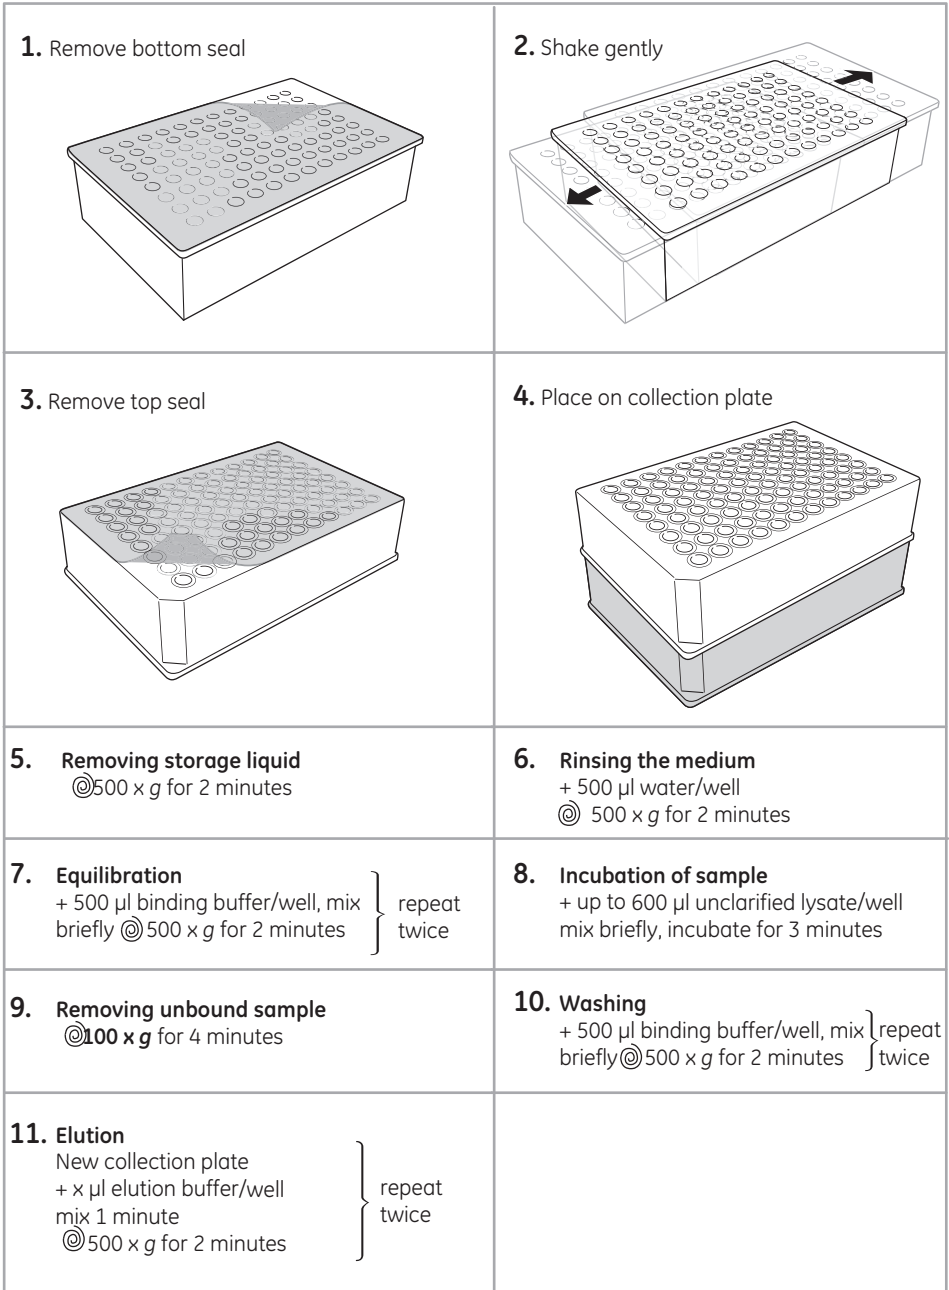 1. Remove bottom seal
2. Shake gently
3. Remove top seal
4. Place on collection plate
5. Removing storage liquid
500 x g for 2 minutes
6. Rinsing the medium
+ 500 µl water/well
500 x g for 2 minutes
7. Equilibration
+ 500 µl binding buffer/well, mix
briefly 500 x g for 2 minutes
repeat
twice
8. Incubation of sample
+ up to 600 µl unclarified lysate/well
mix briefly, incubate for 3 minutes
9. Removing unbound sample
100 x g for 4 minutes
10. Washing
+ 500 µl binding buffer/well, mix
briefly 500 x g for 2 minutes
repeat
twice
11. Elution
New collection plate
+ x µl elution buffer/well
mix 1 minute
500 x g for 2 minutes
repeat
twice